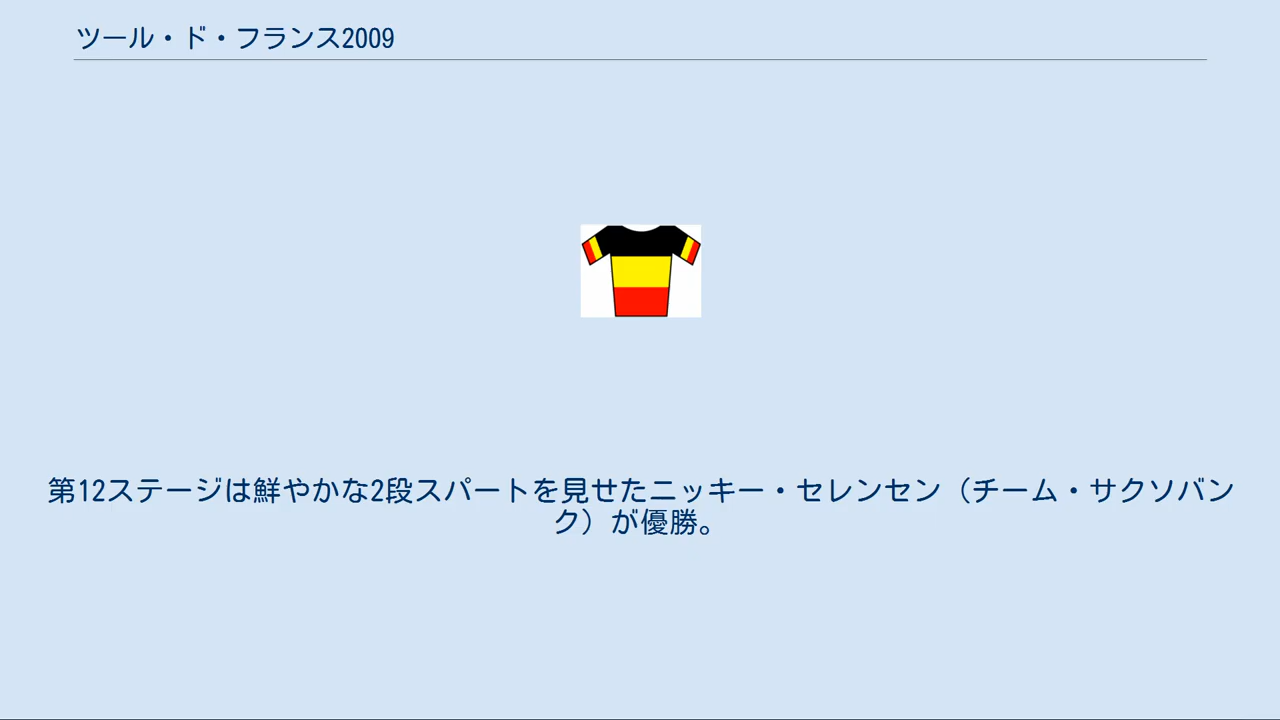 ツール・ド・フランス2009
第12ステージは鮮やかな2段スパートを見せたニッキー・セレンセン（チーム・サクソバン
ク）が優勝。